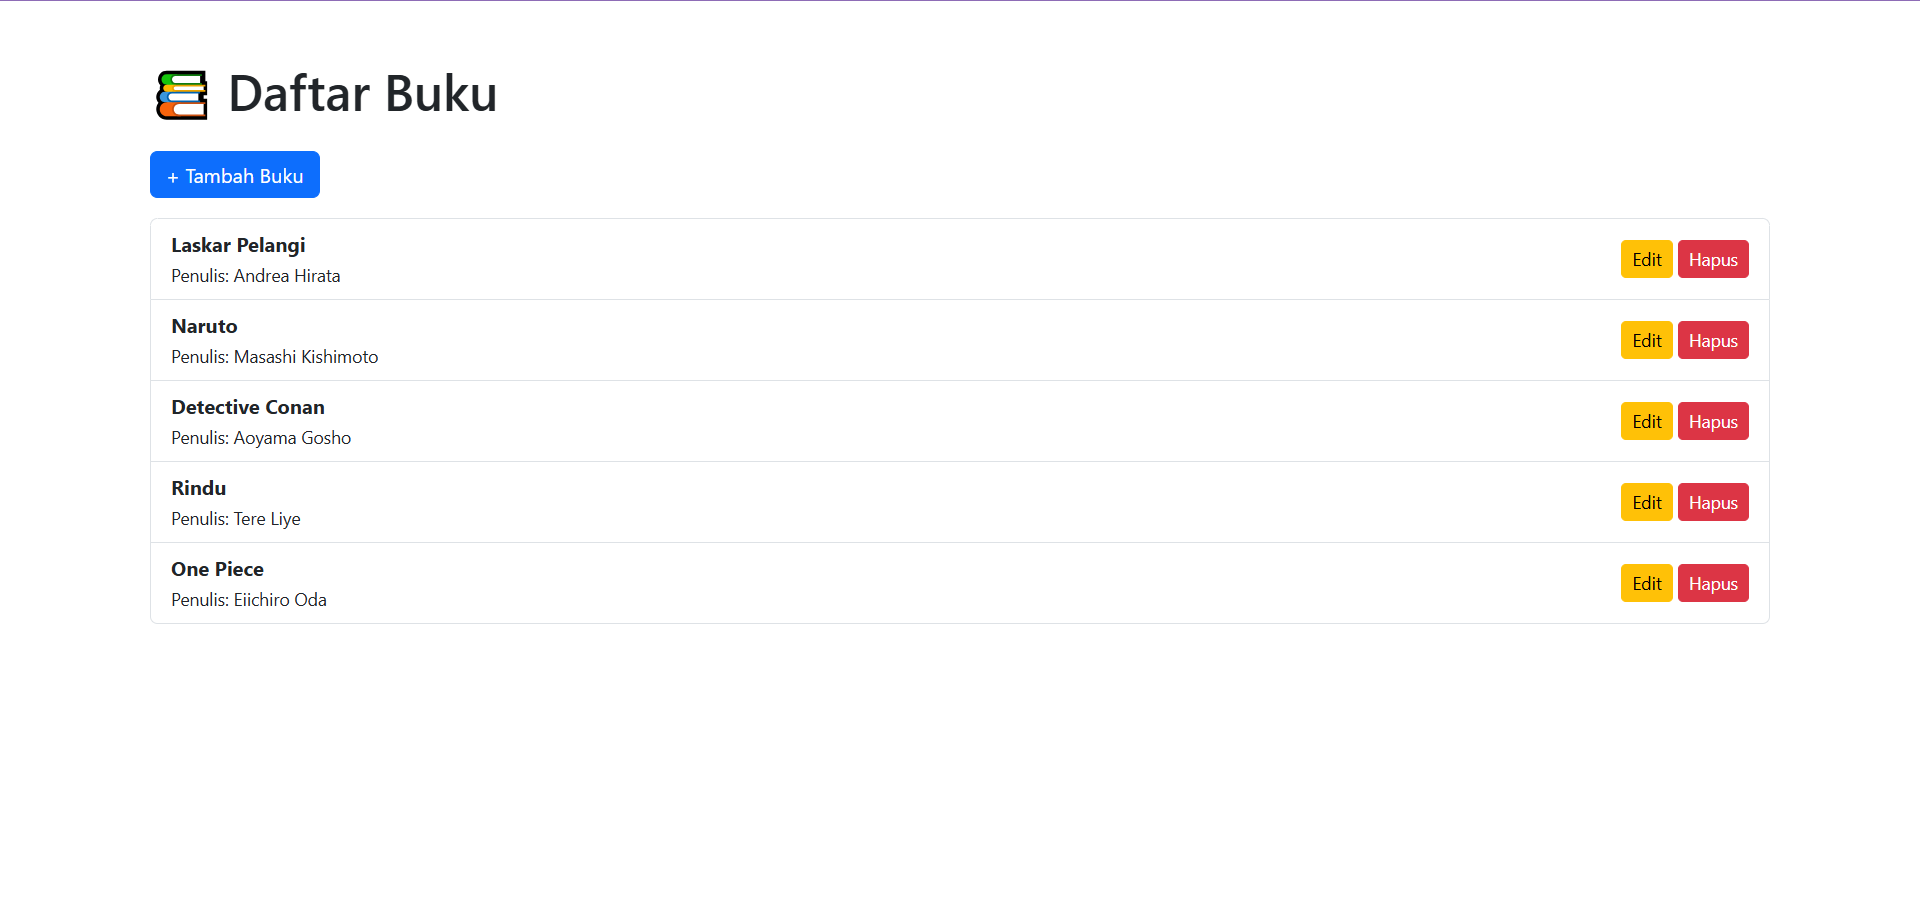 📚 Daftar Buku
+ Tambah Buku
Laskar Pelangi
Penulis: Andrea Hirata
Edit Hapus
Naruto
Penulis: Masashi Kishimoto
Edit Hapus
Detective Conan
Penulis: Aoyama Gosho
Edit Hapus
Rindu
Penulis: Tere Liye
Edit Hapus
One Piece
Penulis: Eiichiro Oda
Edit Hapus